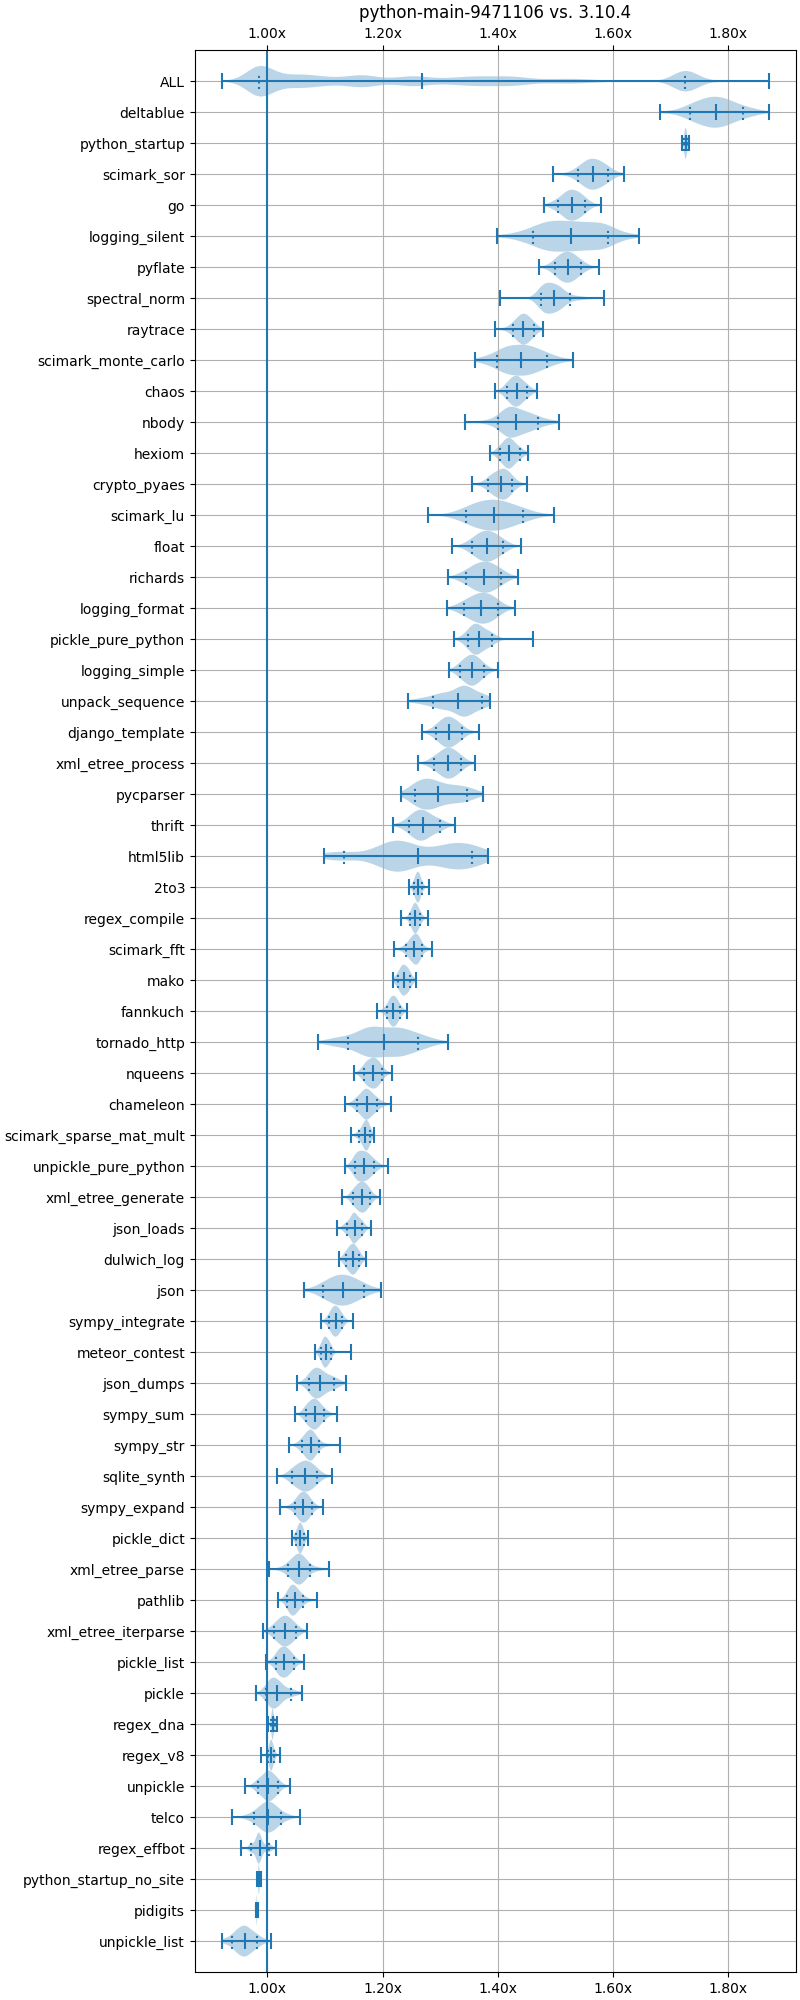 python-main-9471106 vs. 3.10.4
1.00x 1.20x 1.40x 1.60x 1.80x
ALL
deltablue
python_startup
scimark_sor
go
logging_silent
pyflate
spectral_norm
raytrace
scimark_monte_carlo
chaos
nbody
hexiom
crypto_pyaes
scimark_lu
float
richards
logging_format
pickle_pure_python
logging_simple
unpack_sequence
django_template
xml_etree_process
pycparser
thrift
html5lib
2to3
regex_compile
scimark_fft
mako
fannkuch
tornado_http
nqueens
chameleon
scimark_sparse_mat_mult
unpickle_pure_python
xml_etree_generate
json_loads
dulwich_log
json
sympy_integrate
meteor_contest
json_dumps
sympy_sum
sympy_str
sqlite_synth
sympy_expand
pickle_dict
xml_etree_parse
pathlib
xml_etree_iterparse
pickle_list
pickle
regex_dna
regex_v8
unpickle
telco
regex_effbot
python_startup_no_site
pidigits
unpickle_list
1.00x 1.20x 1.40x 1.60x 1.80x